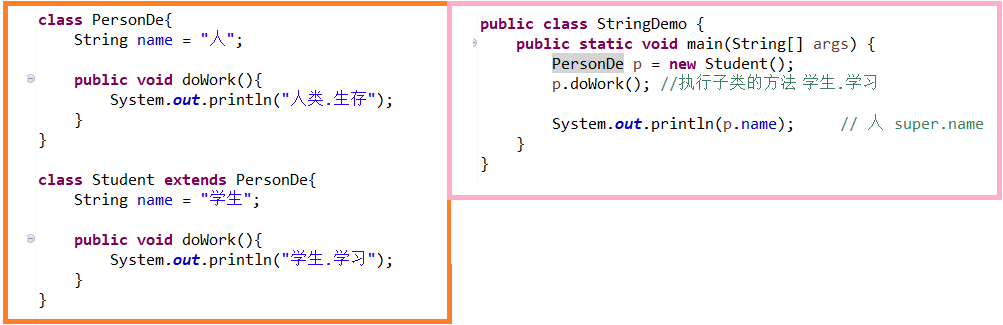 class PersonDe{
String name = "人";
public void doWork(){
System.out.println("人类.生存");
}
}
class Student extends PersonDe{
String name = "学生";
public void doWork(){
System.out.println("学生.学习");
}
}
public class StringDemo {
public static void main(String[] args) {
PersonDe p = new Student();
p.doWork(); //执行子类的方法 学生.学习
System.out.println(p.name); // 人 super.name
}
}